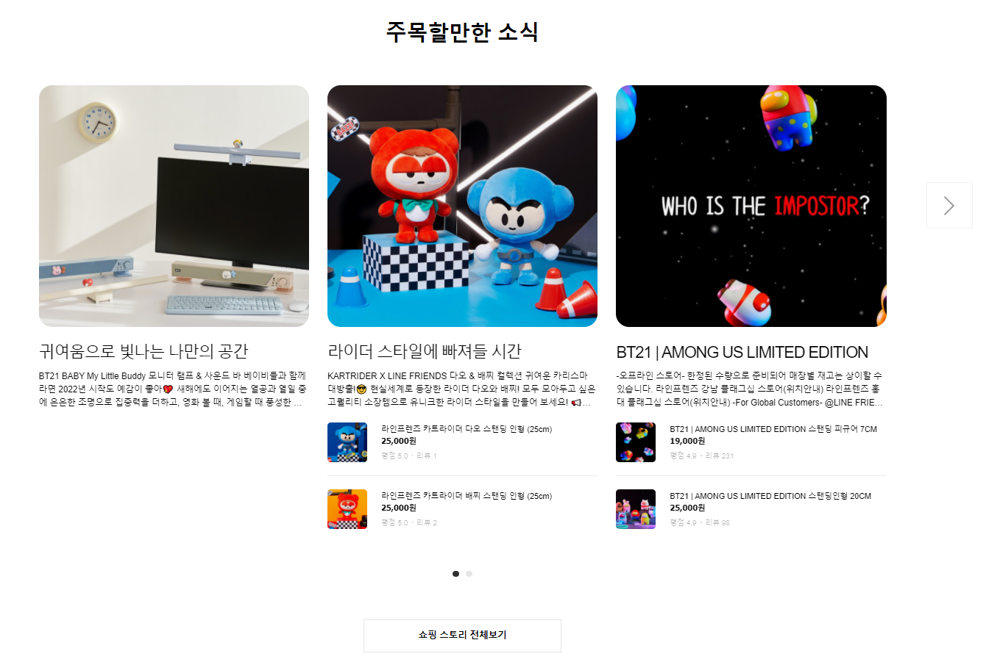 주목할만한 소식
BAZZI
WHO IS THE IMPOSTOR?
귀여움으로 빛나는 나만의 공간
BT21 BABY My Little Buddy 모니터 램프 & 사운드 바 베이비들과 함께
라면 2022년 시작도 예감이 좋아💖 새해에도 이어지는 열공과 열일 중
에 은은한 조명으로 집중력을 더하고, 영화 볼 때, 게임할 때 풍성한 ...
라이더 스타일에 빠져들 시간
KARTRIDER X LINE FRIENDS 다오 & 배찌 컬렉션 귀여운 카리스마
대방출!😎 현실세계로 등장한 라이더 다오와 배찌! 모두 모아두고 싶은
고퀄리티 소장템으로 유니크한 라이더 스타일을 만들어 보세요! 📢...
라인프렌즈 카트라이더 다오 스탠딩 인형 (25cm)
25,000원
평점 5.0 · 리뷰 1
라인프렌즈 카트라이더 배찌 스탠딩 인형 (25cm)
25,000원
평점 5.0 · 리뷰 2
BT21 | AMONG US LIMITED EDITION
-오프라인 스토어- 한정된 수량으로 준비되어 매장별 재고는 상이할 수
있습니다. 라인프렌즈 강남 플래그십 스토어(위치안내) 라인프렌즈 홍
대 플래그십 스토어(위치안내) -For Global Customers- @LINE FRIE...
BT21 | AMONG US LIMITED EDITION 스탠딩 피규어 7CM
19,000원
평점 4.9 · 리뷰 231
BT21 | AMONG US LIMITED EDITION 스탠딩인형 20CM
25,000원
평점 4.9 · 리뷰 98
쇼핑 스토리 전체보기